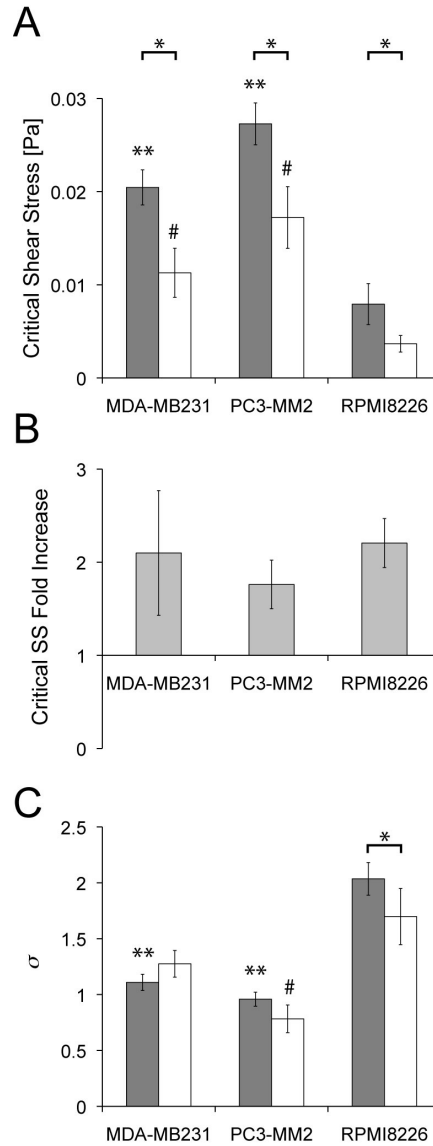 A
* * *
0.03
**
**
#
0.02
#
0.01
0
Critical Shear Stress [Pa]
MDA-MB231 PC3-MM2 RPMI8226
B
3
2
1
0
Critical SS Fold Increase
MDA-MB231 PC3-MM2 RPMI8226
C
2.5
*
2
1.5
** ** #
1
0.5
0
σ
MDA-MB231 PC3-MM2 RPMI8226